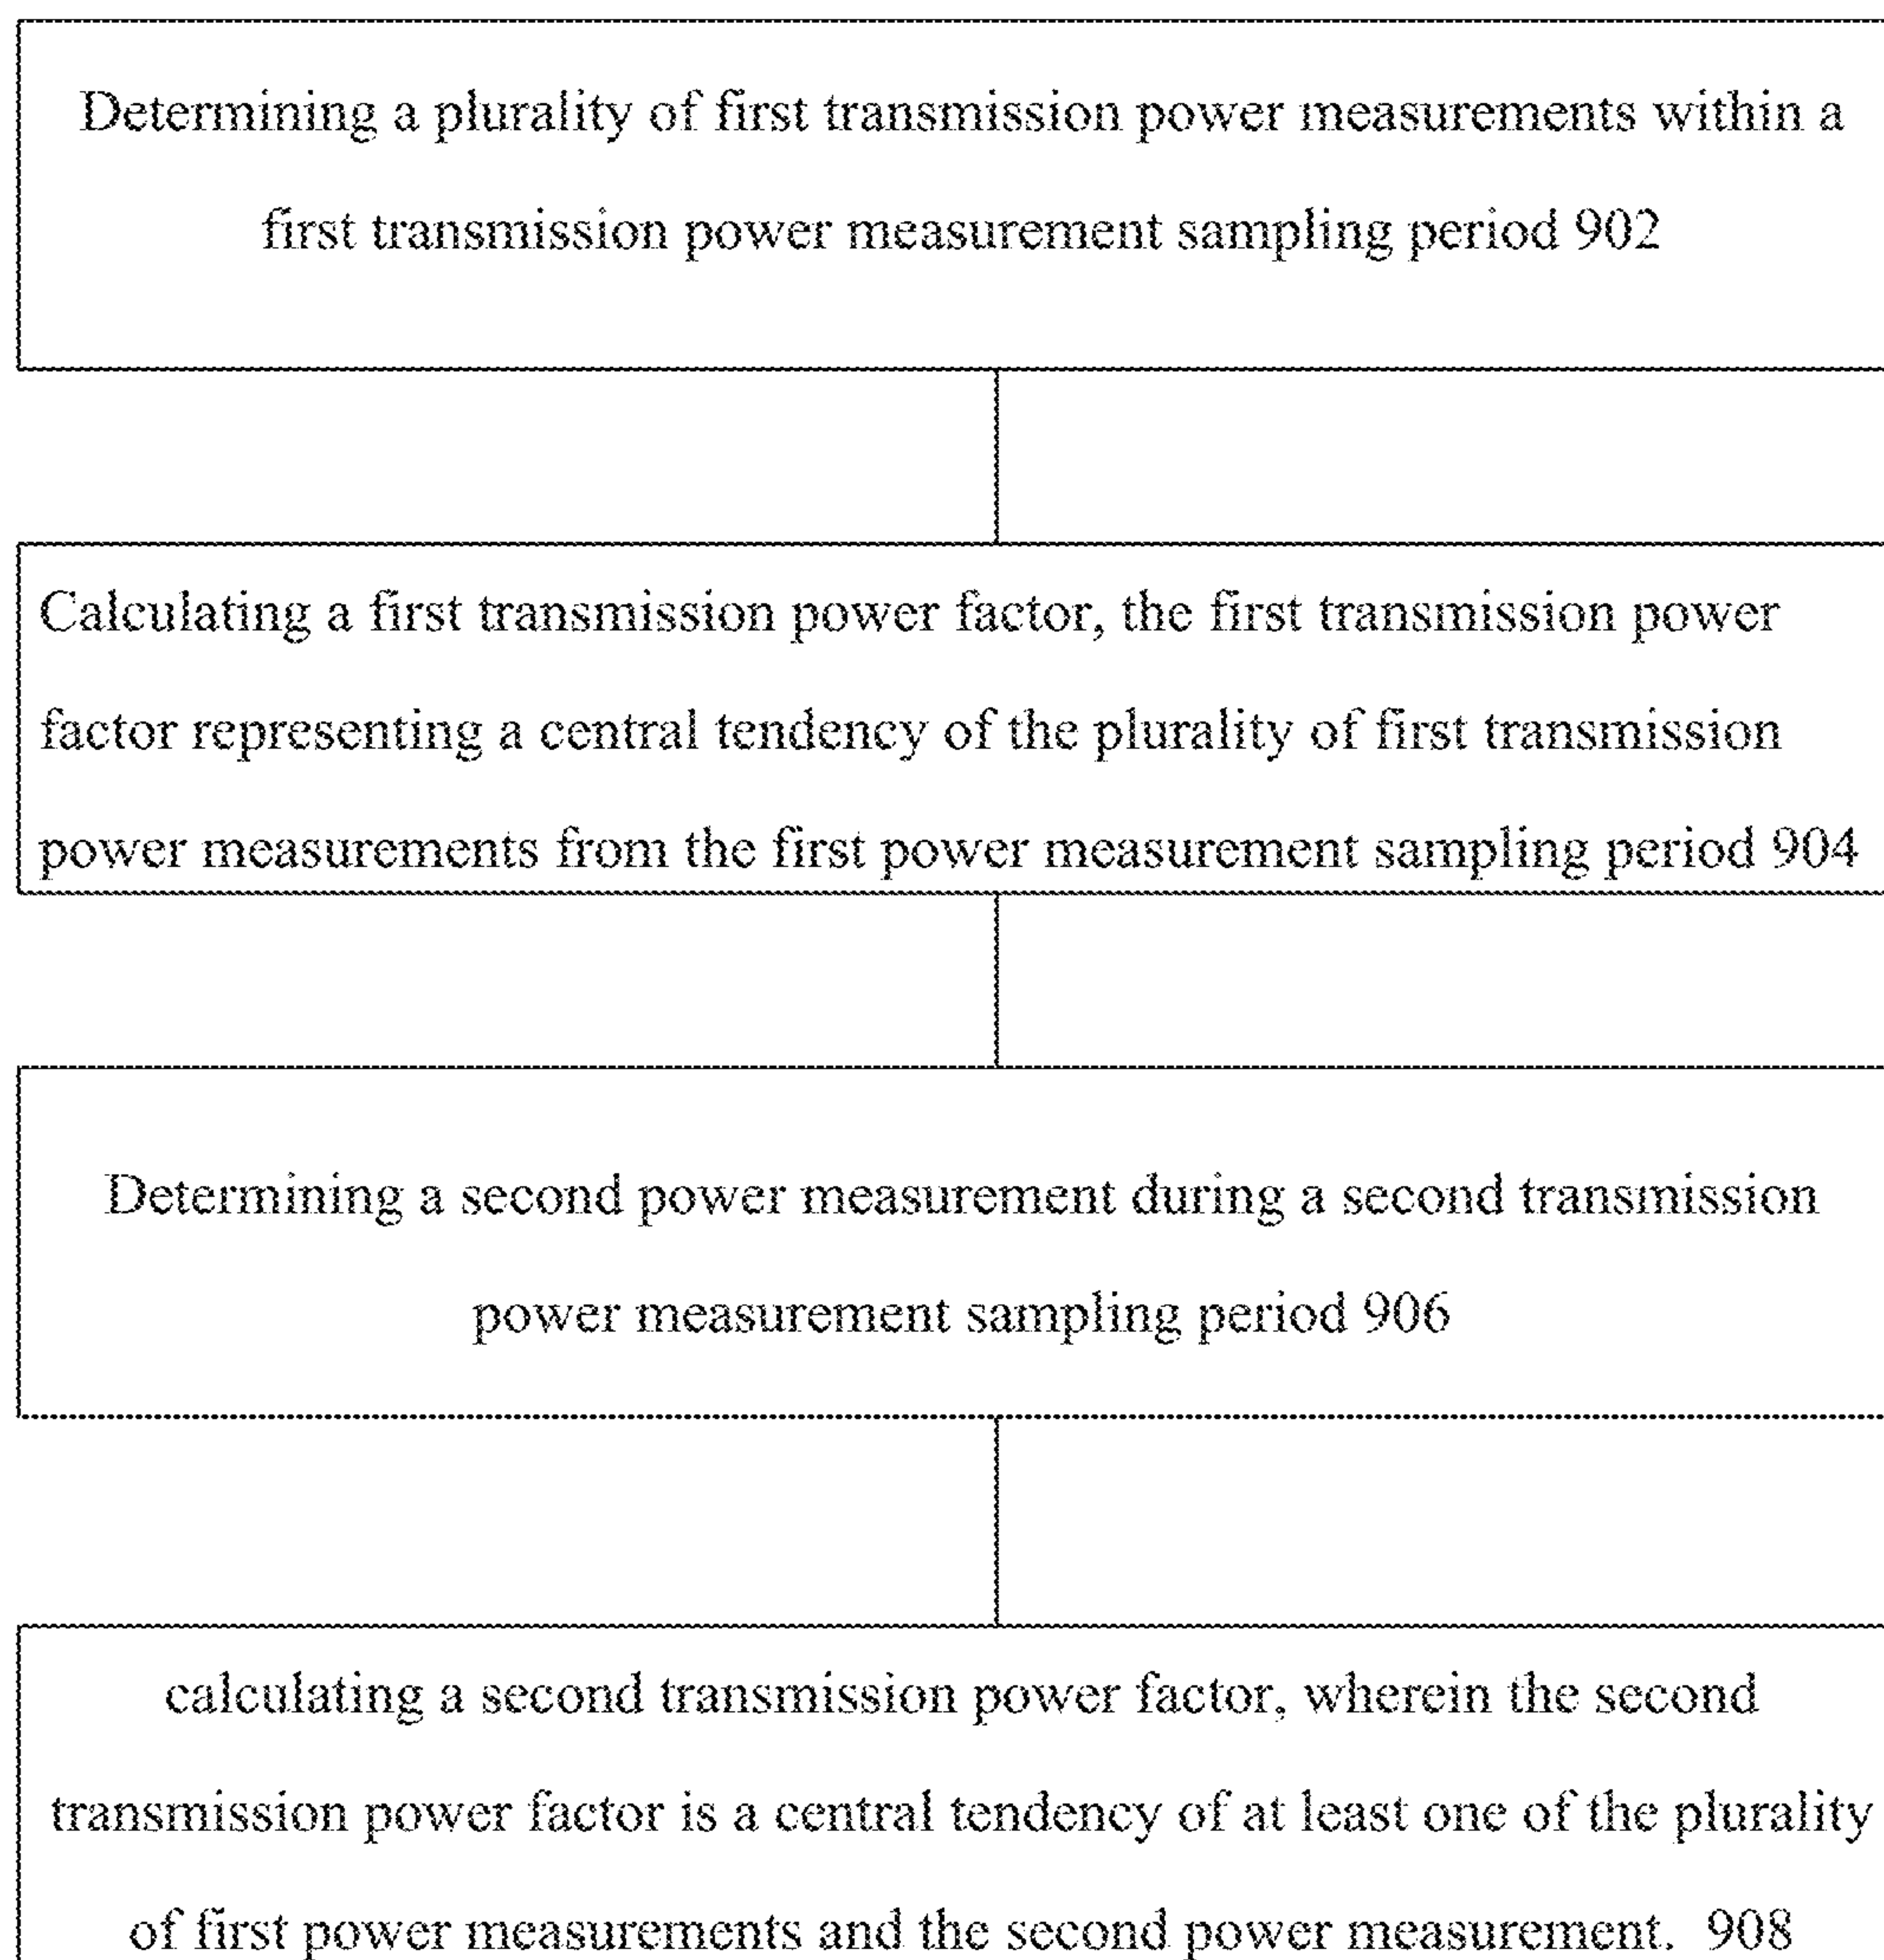 Determining a plurality of first transmission power measurements within a
first transmission power measurement sampling period 902
Calculating a first transmission power factor, the first transmission power
factor representing a central tendency of the plurality of first transmission
power measurements from the first power measurement sampling period 904
Determining a second power measurement during a second transmission
power measurement sampling period 906
calculating a second transmission power factor, wherein the second
transmission power factor is a central tendency of at least one of the plurality
of first power measurements and the second power measurement.  908